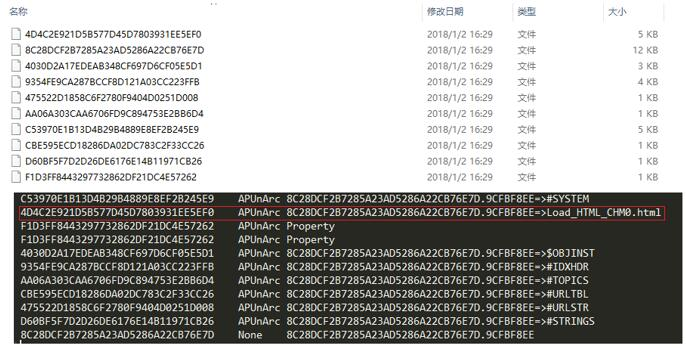 名称 修改日期 类型 大小
4D4C2E921D5B577D45D7803931EE5EF0 2018/1/2 16:29 文件 5 KB
8C28DCF2B7285A23AD5286A22CB76E7D 2018/1/2 16:29 文件 12 KB
4030D2A17EDEAB348CF697D6CF05E5D1 2018/1/2 16:29 文件 3 KB
9354FE9CA287BCCF8D121A03CC223FFB 2018/1/2 16:29 文件 4 KB
475522D1858C6F2780F9404D0251D008 2018/1/2 16:29 文件 1 KB
AA06A303CAA6706FD9C894753E2BB6D4 2018/1/2 16:29 文件 1 KB
C53970E1B13D4B29B4889E8EF2B245E9 2018/1/2 16:29 文件 5 KB
CBE595ECD18286DA02DC783C2F33CC26 2018/1/2 16:29 文件 1 KB
D60BF5F7D2D26DE6176E14B11971CB26 2018/1/2 16:29 文件 1 KB
F1D3FF8443297732862DF21DC4E57262 2018/1/2 16:29 文件 1 KB
C53970E1B13D4B29B4889E8EF2B245E9 APUnArc 8C28DCF2B7285A23AD5286A22CB76E7D.9CFBF8EE=>#SYSTEM
4D4C2E921D5B577D45D7803931EE5EF0 APUnArc 8C28DCF2B7285A23AD5286A22CB76E7D.9CFBF8EE=>Load_HTML_CHM0.html
F1D3FF8443297732862DF21DC4E57262 APUnArc Property
F1D3FF8443297732862DF21DC4E57262 APUnArc Property
4030D2A17EDEAB348CF697D6CF05E5D1 APUnArc 8C28DCF2B7285A23AD5286A22CB76E7D.9CFBF8EE=>$OBJINST
9354FE9CA287BCCF8D121A03CC223FFB APUnArc 8C28DCF2B7285A23AD5286A22CB76E7D.9CFBF8EE=>#IDXHDR
AA06A303CAA6706FD9C894753E2BB6D4 APUnArc 8C28DCF2B7285A23AD5286A22CB76E7D.9CFBF8EE=>#TOPICS
CBE595ECD18286DA02DC783C2F33CC26 APUnArc 8C28DCF2B7285A23AD5286A22CB76E7D.9CFBF8EE=>#URLTBL
475522D1858C6F2780F9404D0251D008 APUnArc 8C28DCF2B7285A23AD5286A22CB76E7D.9CFBF8EE=>#URLSTR
D60BF5F7D2D26DE6176E14B11971CB26 APUnArc 8C28DCF2B7285A23AD5286A22CB76E7D.9CFBF8EE=>#STRINGS
8C28DCF2B7285A23AD5286A22CB76E7D None 8C28DCF2B7285A23AD5286A22CB76E7D.9CFBF8EE